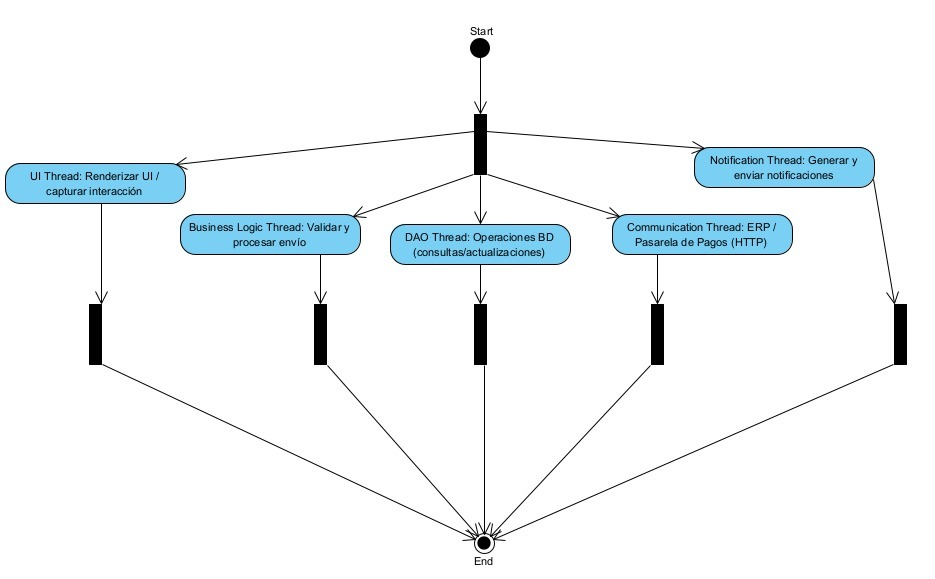 Start
UI Thread: Renderizar UI /
capturar interacción
Business Logic Thread: Validar y
procesar envío
DAO Thread: Operaciones BD
(consultas/actualizaciones)
Communication Thread: ERP /
Pasarela de Pagos (HTTP)
Notification Thread: Generar y
enviar notificaciones
End